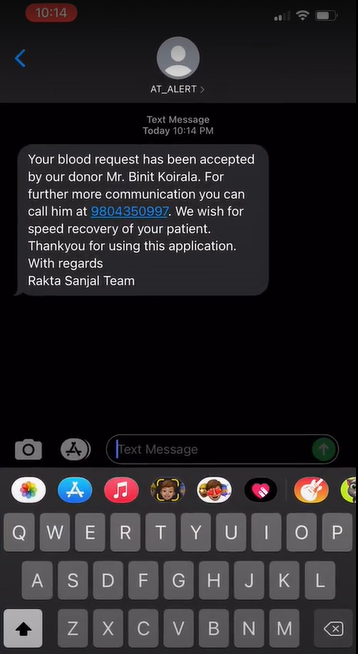 10:14
AT_ALERT >
Text Message
Today 10:14 PM
Your blood request has been accepted
by our donor Mr. Binit Koirala. For
further more communication you can
call him at 9804350997. We wish for
speed recovery of your patient.
Thankyou for using this application.
With regards
Rakta Sanjal Team
Text Message
Q W E R T Y U I O P
A S D F G H J K L
Z X C V B N M